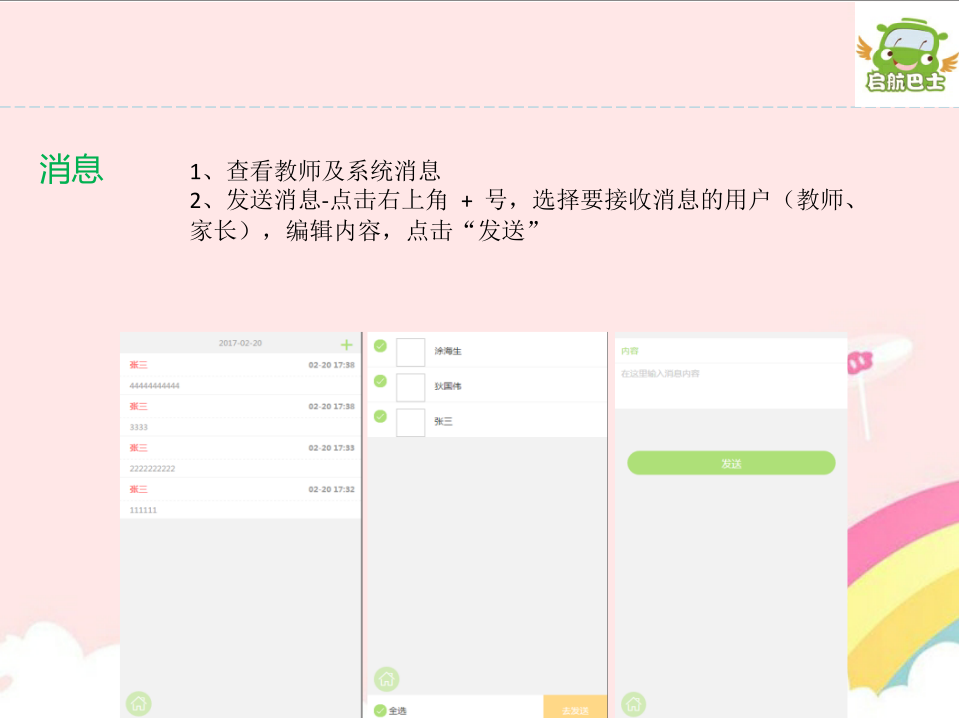 启航巴士
消息
1、查看教师及系统消息
2、发送消息-点击右上角 + 号，选择要接收消息的用户（教师、
家长），编辑内容，点击“发送”
2017-02-20 +
张三 02-20 17:38
44444444444
张三 02-20 17:38
3333
张三 02-20 17:33
2222222222
张三 02-20 17:32
111111
涂海生
狄国伟
张三
全选 去发送
内容
在这里输入消息内容
发送